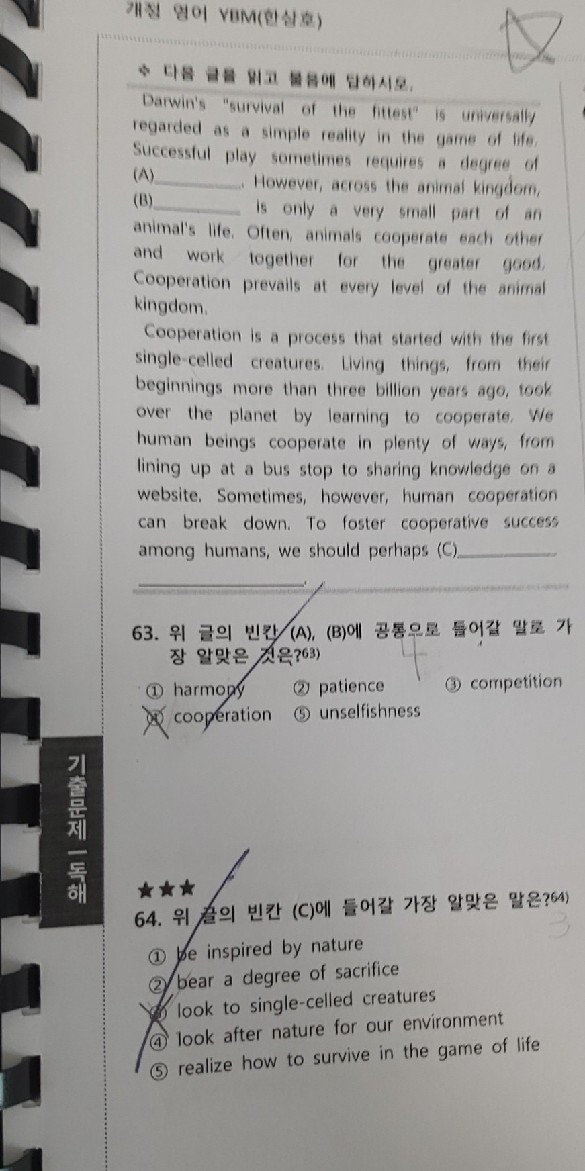 개정 영어 YBM(한상호)
※ 다음 글을 읽고 물음에 답하시오.
Darwin's "survival of the fittest" is universally
regarded as a simple reality in the game of life.
Successful play sometimes requires a degree of
(A)__________. However, across the animal kingdom,
(B)__________ is only a very small part of an
animal's life. Often, animals cooperate each other
and work together for the greater good.
Cooperation prevails at every level of the animal
kingdom.
Cooperation is a process that started with the first
single-celled creatures. Living things, from their
beginnings more than three billion years ago, took
over the planet by learning to cooperate. We
human beings cooperate in plenty of ways, from
lining up at a bus stop to sharing knowledge on a
website. Sometimes, however, human cooperation
can break down. To foster cooperative success
among humans, we should perhaps (C)__________
____________________.
63. 위 글의 빈칸 (A), (B)에 공통으로 들어갈 말로 가
장 알맞은 것은?63)
① harmony ② patience ③ competition
④ cooperation ⑤ unselfishness
기출문제 - 독해
★★★
64. 위 글의 빈칸 (C)에 들어갈 가장 알맞은 말은?64)
3
① be inspired by nature
② bear a degree of sacrifice
③ look to single-celled creatures
④ look after nature for our environment
⑤ realize how to survive in the game of life